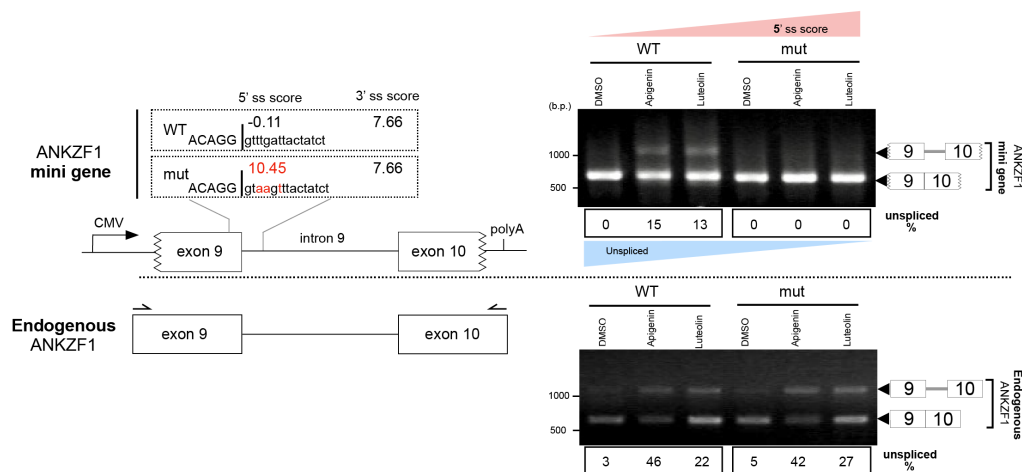 5' ss score
3' ss score
WT
-0.11
7.66
ACAGG
gtttgattactatct
mut
10.45
7.66
ACAGG
gtaagtttactatct
ANKZF1
mini gene
CMV
exon 9
intron 9
exon 10
polyA
5' ss score
WT
mut
DMSO
Apigenin
Luteolin
DMSO
Apigenin
Luteolin
(b.p.)
1000
500
9
10
9
10
ANKZF1
mini gene
0
15
13
0
0
0
unspliced
%
Unspliced
Endogenous
ANKZF1
exon 9
exon 10
WT
mut
DMSO
Apigenin
Luteolin
DMSO
Apigenin
Luteolin
1000
500
9
10
9
10
Endogenous
ANKZF1
3
46
22
5
42
27
unspliced
%